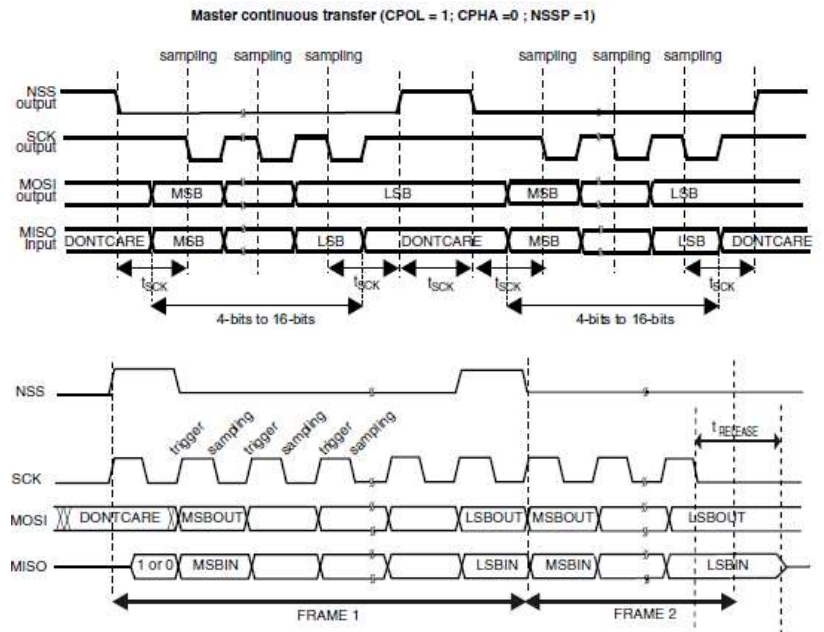 Master continuous transfer (CPOL = 1; CPHA =0 ; NSSP =1)
sampling sampling sampling sampling sampling sampling
NSS
output
SCK
output
MOSI
output
MSB LSB MSB LSB
MISO
Input
DONTCARE MSB LSB DONTCARE MSB LSB DONTCARE
tSCK tSCK tSCK tSCK tSCK
4-bits to 16-bits 4-bits to 16-bits
NSS
trigger sampling trigger sampling trigger sampling
tRELEASE
SCK
MOSI DONTCARE MSBOUT LSBOUT MSBOUT LSBOUT
MISO 1 or 0 MSBIN LSBIN MSBIN LSBIN
FRAME 1 FRAME 2